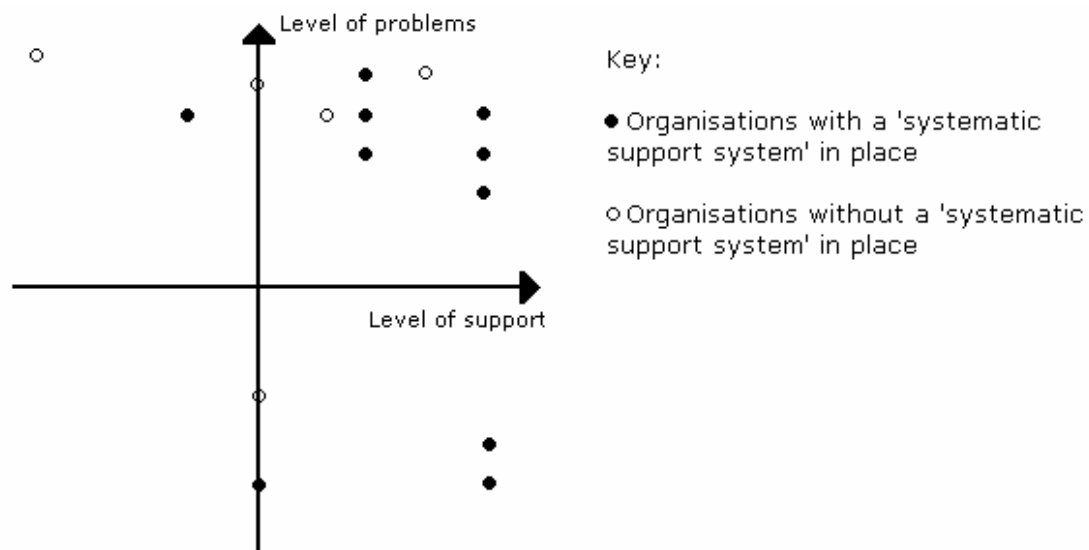 Level of problems
Key:
Organisations with a 'systematic
support system' in place
Organisations without a 'systematic
support system' in place
Level of support